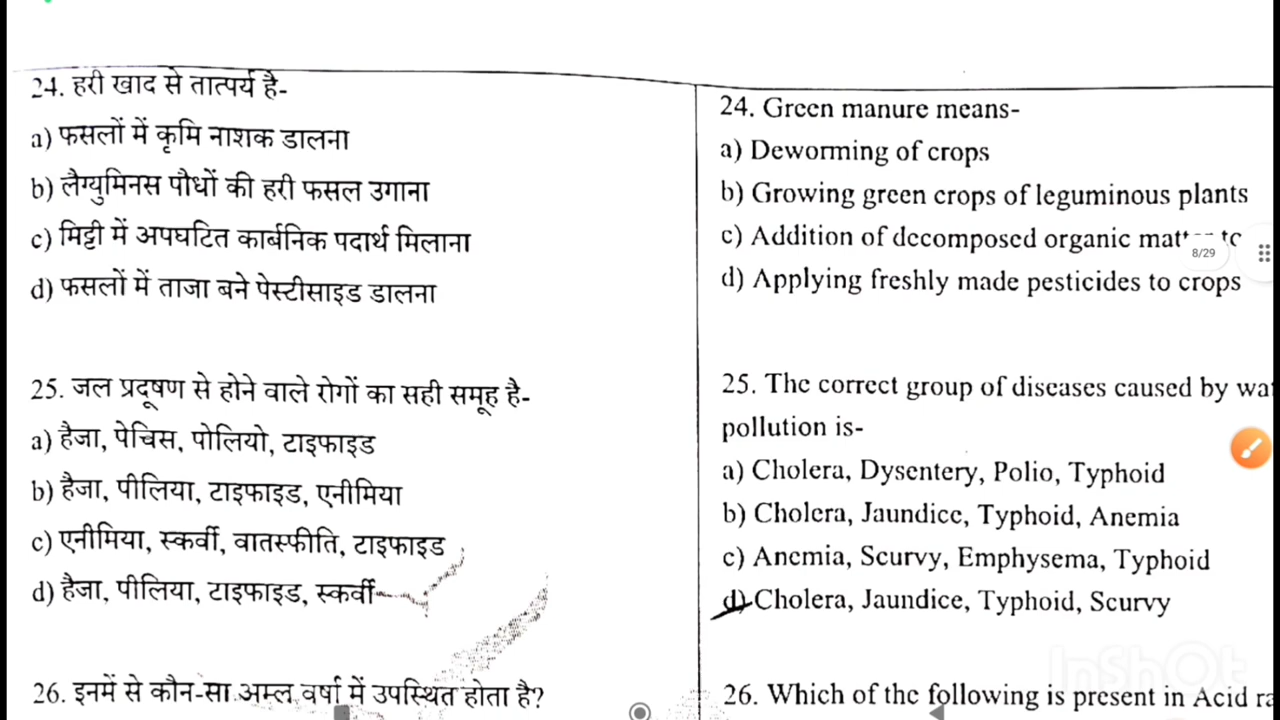 24. हरी खाद से तात्पर्य है-
a) फसलों में कृमि नाशक डालना
b) लैग्युमिनस पौधों की हरी फसल उगाना
c) मिट्टी में अपघटित कार्बनिक पदार्थ मिलाना
d) फसलों में ताजा बने पेस्टीसाइड डालना
25. जल प्रदूषण से होने वाले रोगों का सही समूह है-
a) हैजा, पेचिस, पोलियो, टाइफाइड
b) हैजा, पीलिया, टाइफाइड, एनीमिया
c) एनीमिया, स्कर्वी, वातस्फीति, टाइफाइड
d) हैजा, पीलिया, टाइफाइड, स्कर्वी
26. इनमें से कौन-सा अम्ल वर्षा में उपस्थित होता है?
24. Green manure means-
a) Deworming of crops
b) Growing green crops of leguminous plants
c) Addition of decomposed organic
8/29
d) Applying freshly made pesticides to crops
25. The correct group of diseases caused by
pollution is-
a) Cholera, Dysentery, Polio, Typhoid
b) Cholera, Jaundice, Typhoid, Anemia
c) Anemia, Scurvy, Emphysema, Typhoid
d) Cholera, Jaundice, Typhoid, Scurvy
InShOt
26. Which of the following is present in Acid